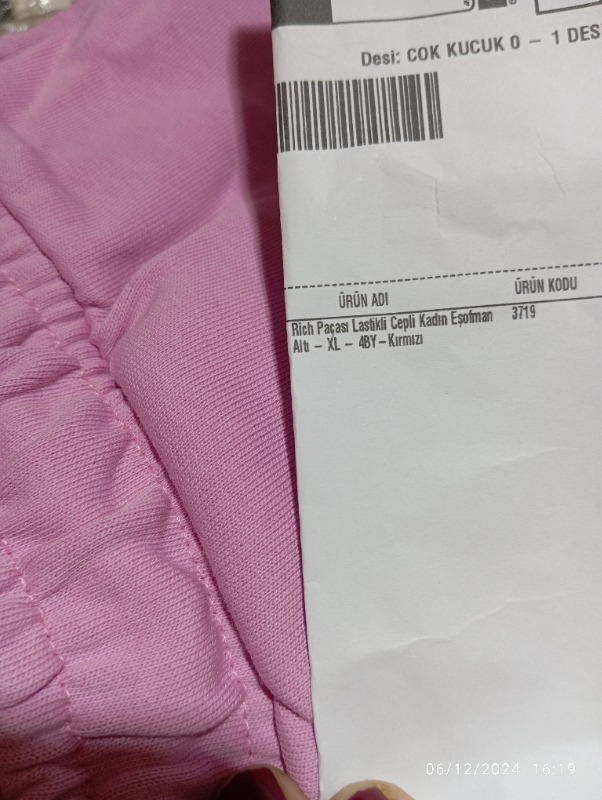 Desi: COK KUCUK 0 – 1 DES
ÜRÜN ADI ÜRÜN KODU
Rich Paçası Lastikli Cepli Kadın Eşofman 3719
Altı – XL – 4BY–Kırmızı
06/12/2024 16:19